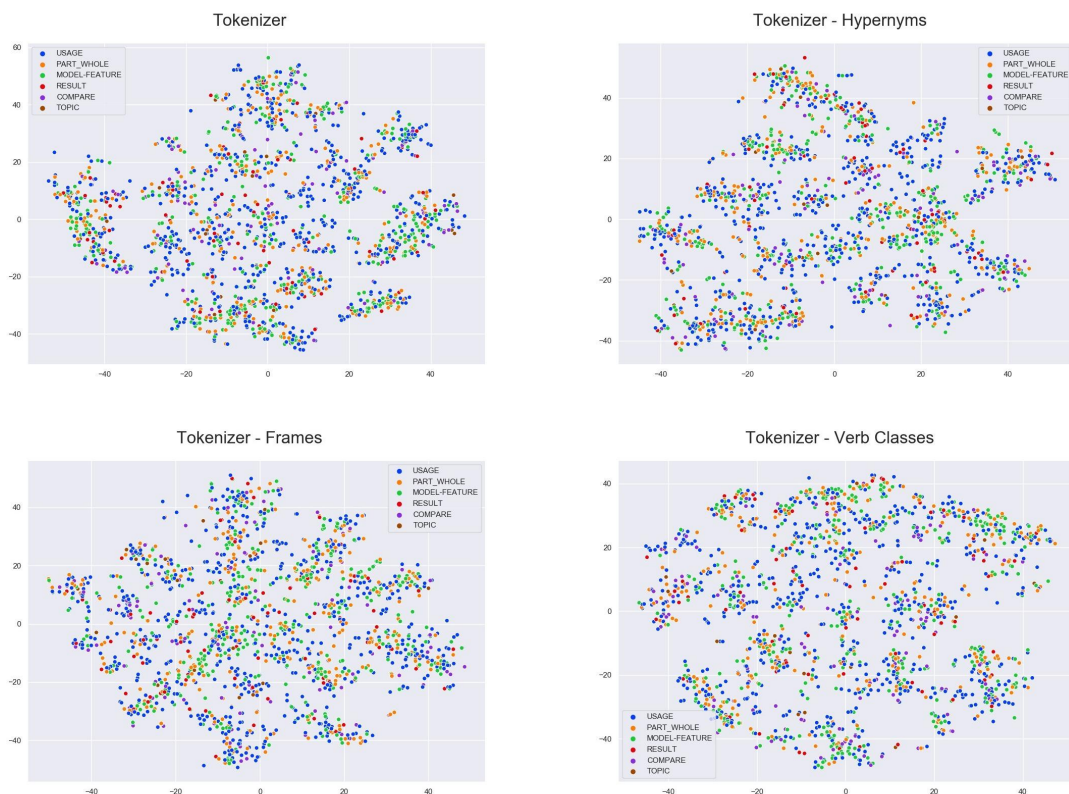 Tokenizer
USAGE
PART_WHOLE
MODEL-FEATURE
RESULT
COMPARE
TOPIC
60
40
20
0
−20
−40
−40
−20
0
20
40
Tokenizer - Hypernyms
USAGE
PART_WHOLE
MODEL-FEATURE
RESULT
COMPARE
TOPIC
40
20
0
−20
−40
−40
−20
0
20
40
Tokenizer - Frames
USAGE
PART_WHOLE
MODEL-FEATURE
RESULT
COMPARE
TOPIC
40
20
0
−20
−40
−40
−20
0
20
40
Tokenizer - Verb Classes
40
20
0
−20
−40
USAGE
PART_WHOLE
MODEL-FEATURE
RESULT
COMPARE
TOPIC
−40
−20
0
20
40